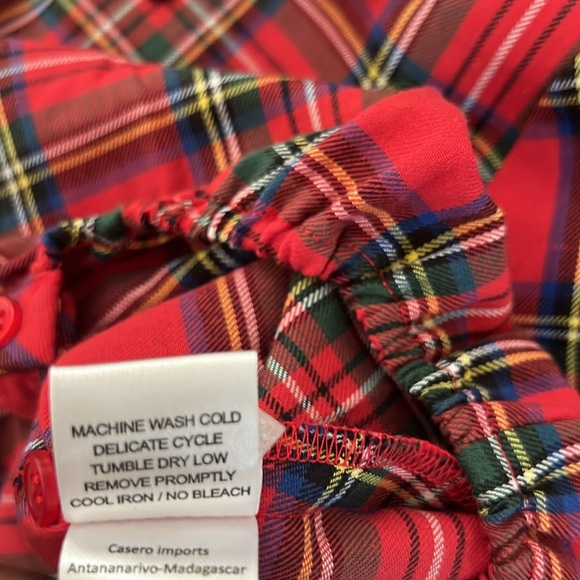 MACHINE WASH COLD
DELICATE CYCLE
TUMBLE DRY LOW
REMOVE PROMPTLY
COOL IRON / NO BLEACH
Casero imports
Antananarivo-Madagascar